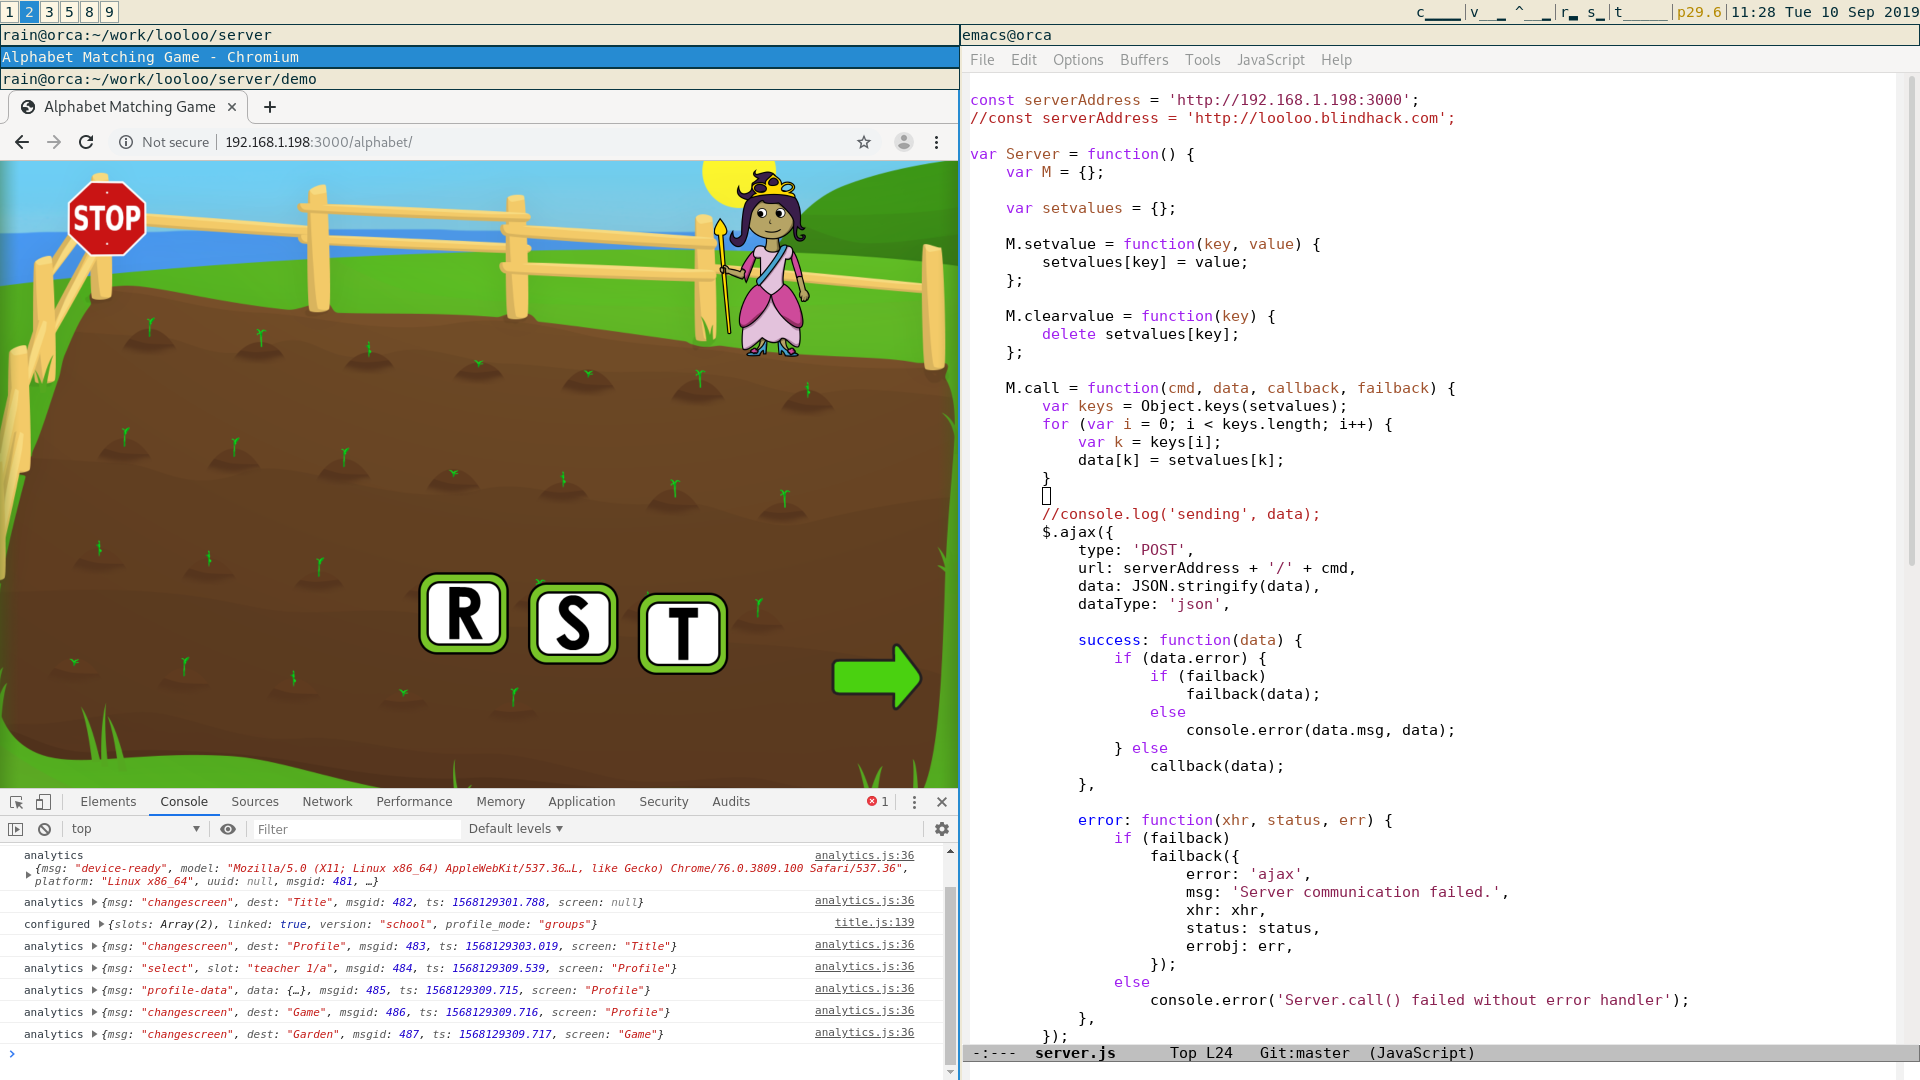 1 2 3 5 8 9
11:28 Tue 10 Sep 2019
p29.6
rain@orca:~/work/looloo/server
Alphabet Matching Game - Chromium
rain@orca:~/work/looloo/server/demo
Alphabet Matching Game
Not secure 192.168.1.198:3000/alphabet/
STOP
R S T
Elements Console Sources Network Performance Memory Application Security Audits 1
top Filter Default levels
analytics analytics.js:36
{msg: "device-ready", model: "Mozilla/5.0 (X11; Linux x86_64) AppleWebKit/537.36…L, like Gecko) Chrome/76.0.3809.100 Safari/537.36",
platform: "Linux x86_64", uuid: null, msgid: 481, …}
analytics {msg: "changescreen", dest: "Title", msgid: 482, ts: 1568129301.788, screen: null} analytics.js:36
configured {slots: Array(2), linked: true, version: "school", profile_mode: "groups"} title.js:139
analytics {msg: "changescreen", dest: "Profile", msgid: 483, ts: 1568129303.019, screen: "Title"} analytics.js:36
analytics {msg: "select", slot: "teacher 1/a", msgid: 484, ts: 1568129309.539, screen: "Profile"} analytics.js:36
analytics {msg: "profile-data", data: {…}, msgid: 485, ts: 1568129309.715, screen: "Profile"} analytics.js:36
analytics {msg: "changescreen", dest: "Game", msgid: 486, ts: 1568129309.716, screen: "Profile"} analytics.js:36
analytics {msg: "changescreen", dest: "Garden", msgid: 487, ts: 1568129309.717, screen: "Game"} analytics.js:36
emacs@orca
File Edit Options Buffers Tools JavaScript Help
const serverAddress = 'http://192.168.1.198:3000';
//const serverAddress = 'http://looloo.blindhack.com';
var Server = function() {
var M = {};
var setvalues = {};
M.setvalue = function(key, value) {
setvalues[key] = value;
};
M.clearvalue = function(key) {
delete setvalues[key];
};
M.call = function(cmd, data, callback, failback) {
var keys = Object.keys(setvalues);
for (var i = 0; i < keys.length; i++) {
var k = keys[i];
data[k] = setvalues[k];
}
//console.log('sending', data);
$.ajax({
type: 'POST',
url: serverAddress + '/' + cmd,
data: JSON.stringify(data),
dataType: 'json',
success: function(data) {
if (data.error) {
if (failback)
failback(data);
else
console.error(data.msg, data);
} else
callback(data);
},
error: function(xhr, status, err) {
if (failback)
failback({
error: 'ajax',
msg: 'Server communication failed.',
xhr: xhr,
status: status,
errobj: err,
});
else
console.error('Server.call() failed without error handler');
},
});
-:--- server.js Top L24 Git:master (JavaScript)